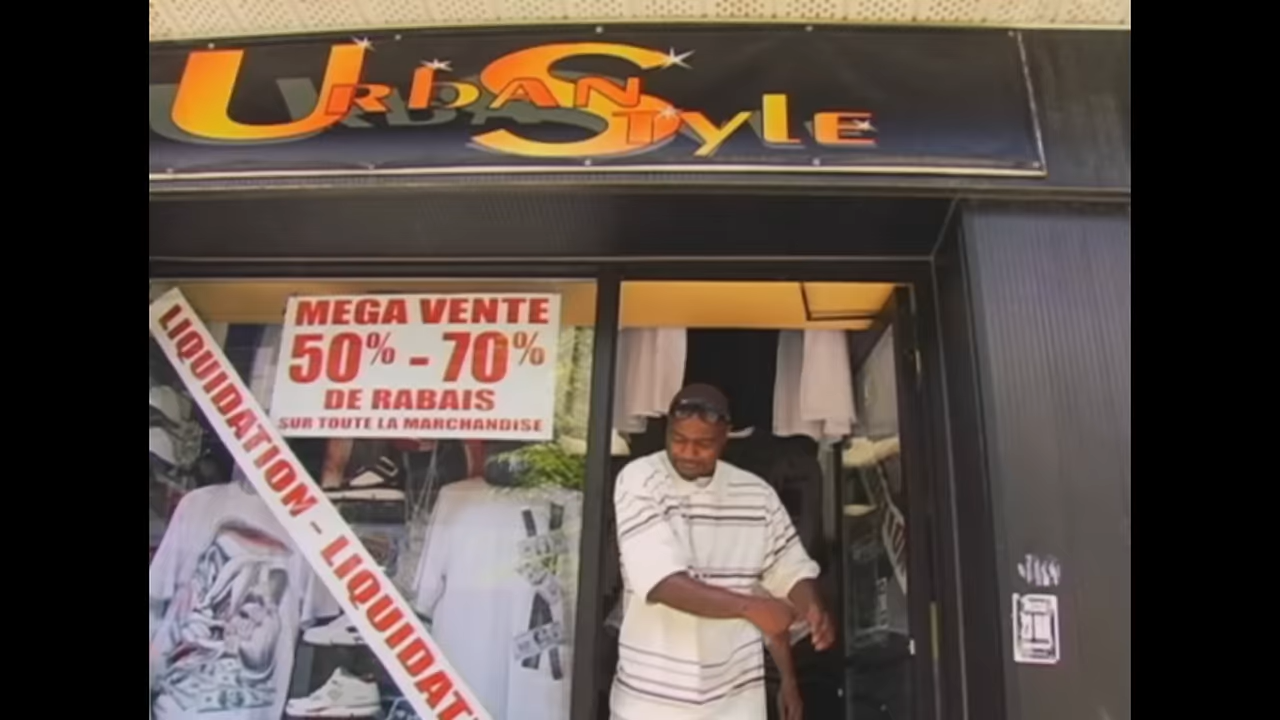 URBAN
STYLE
MEGA VENTE
50% - 70%
DE RABAIS
SUR TOUTE LA MARCHANDISE
LIQUIDATION - LIQUIDAT